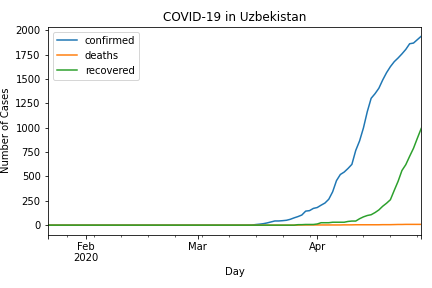 COVID-19 in Uzbekistan
2000
1750
1500
1250
1000
750
500
250
0
Number of Cases
confirmed
deaths
recovered
Feb
2020
Mar
Apr
Day